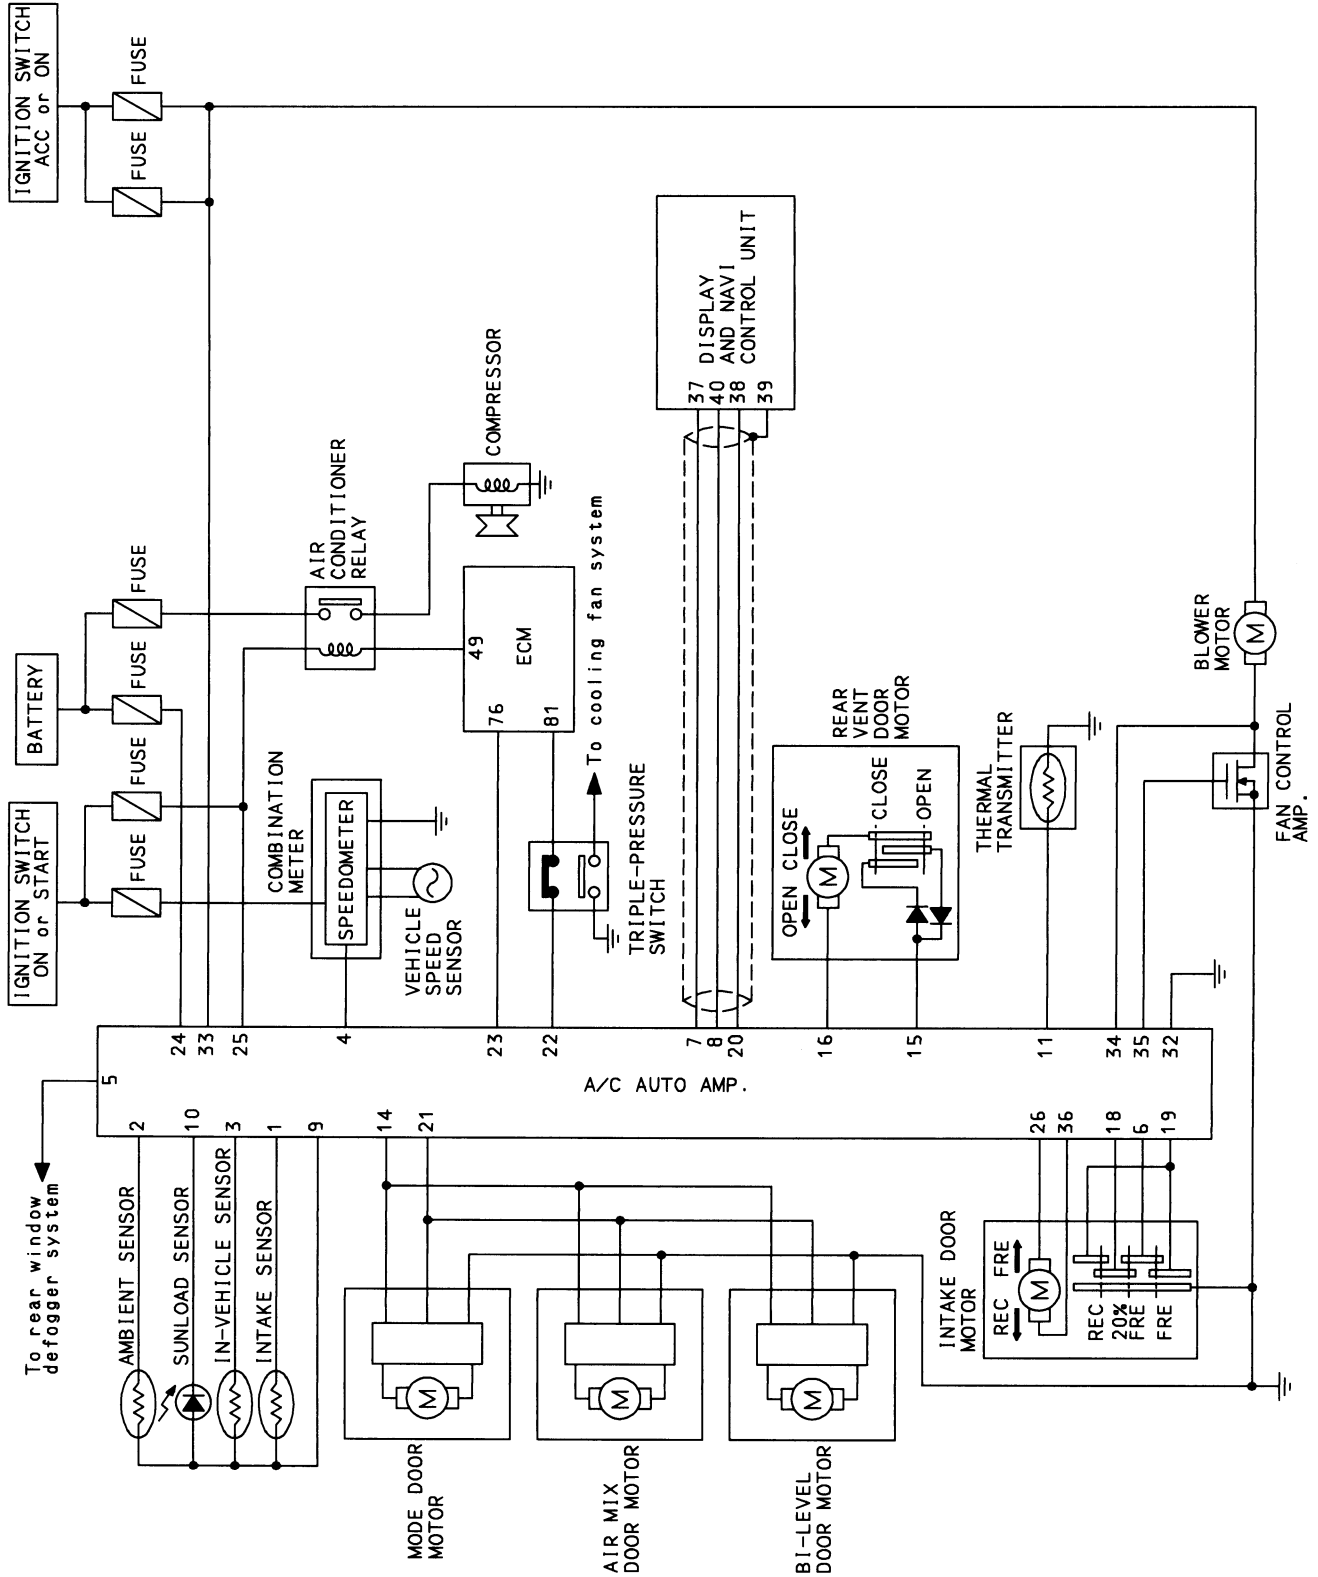 IGNITION SWITCH
ACC or ON
FUSE
FUSE
BATTERY
FUSE
FUSE
IGNITION SWITCH
ON or START
FUSE
FUSE
AIR
CONDITIONER
RELAY
COMPRESSOR
ECM
49
76
81
To cooling fan system
COMBINATION
METER
SPEEDOMETER
VEHICLE
SPEED
SENSOR
TRIPLE-PRESSURE
SWITCH
DISPLAY
AND NAVI
CONTROL UNIT
37
40
38
39
REAR
VENT
DOOR
MOTOR
OPEN
CLOSE
M
CLOSE
OPEN
THERMAL
TRANSMITTER
BLOWER
MOTOR
M
FAN CONTROL
AMP.
A/C AUTO AMP.
5
24
33
25
4
23
22
7
8
20
16
15
11
34
35
32
2
10
3
1
9
14
21
26
36
18
6
19
To rear window
defogger system
AMBIENT SENSOR
SUNLOAD SENSOR
IN-VEHICLE SENSOR
INTAKE SENSOR
MODE DOOR
MOTOR
M
AIR MIX
DOOR MOTOR
M
BI-LEVEL
DOOR MOTOR
M
INTAKE DOOR
MOTOR
REC
FRE
M
REC
20%
FRE
FRE